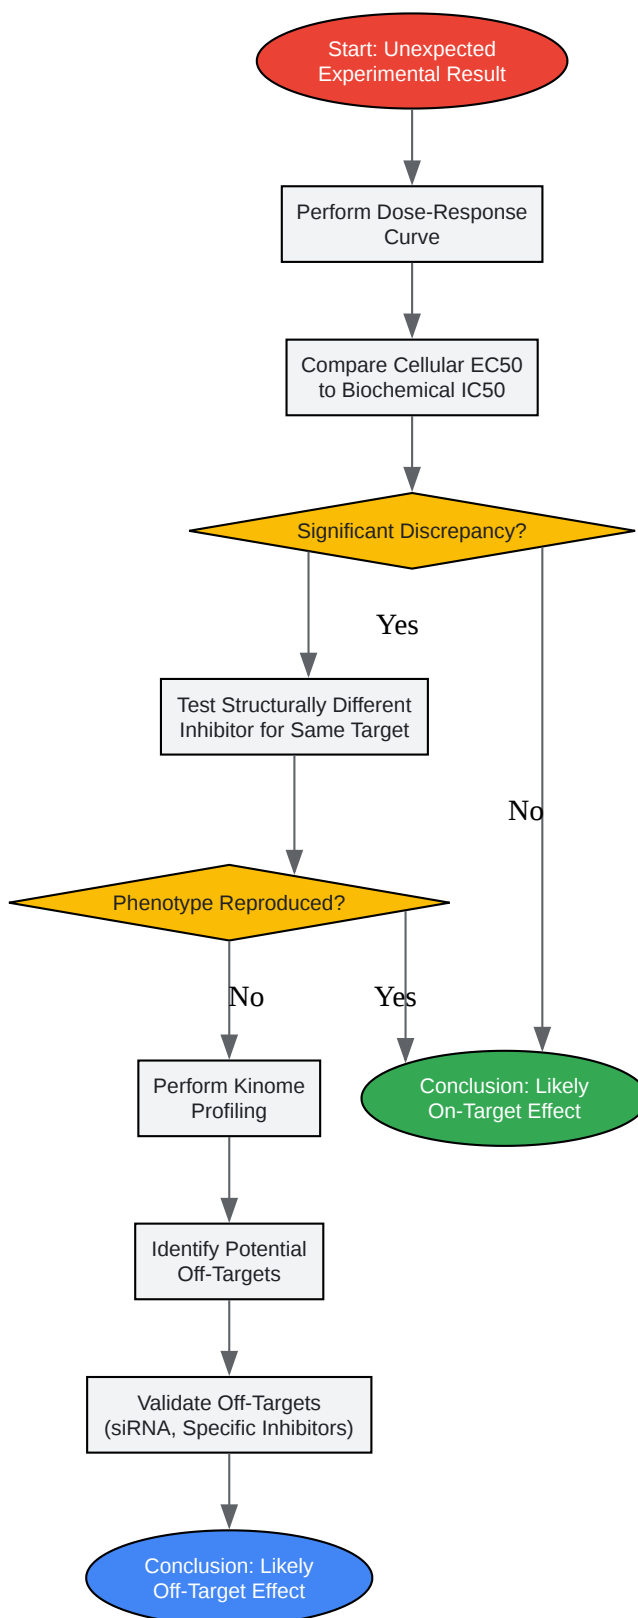 Start: Unexpected
Experimental Result
Perform Dose-Response
Curve
Compare Cellular EC50
to Biochemical IC50
Significant Discrepancy?
Yes
Test Structurally Different
Inhibitor for Same Target
No
Phenotype Reproduced?
No
Yes
Perform Kinome
Profiling
Conclusion: Likely
On-Target Effect
Identify Potential
Off-Targets
Validate Off-Targets
(siRNA, Specific Inhibitors)
Conclusion: Likely
Off-Target Effect